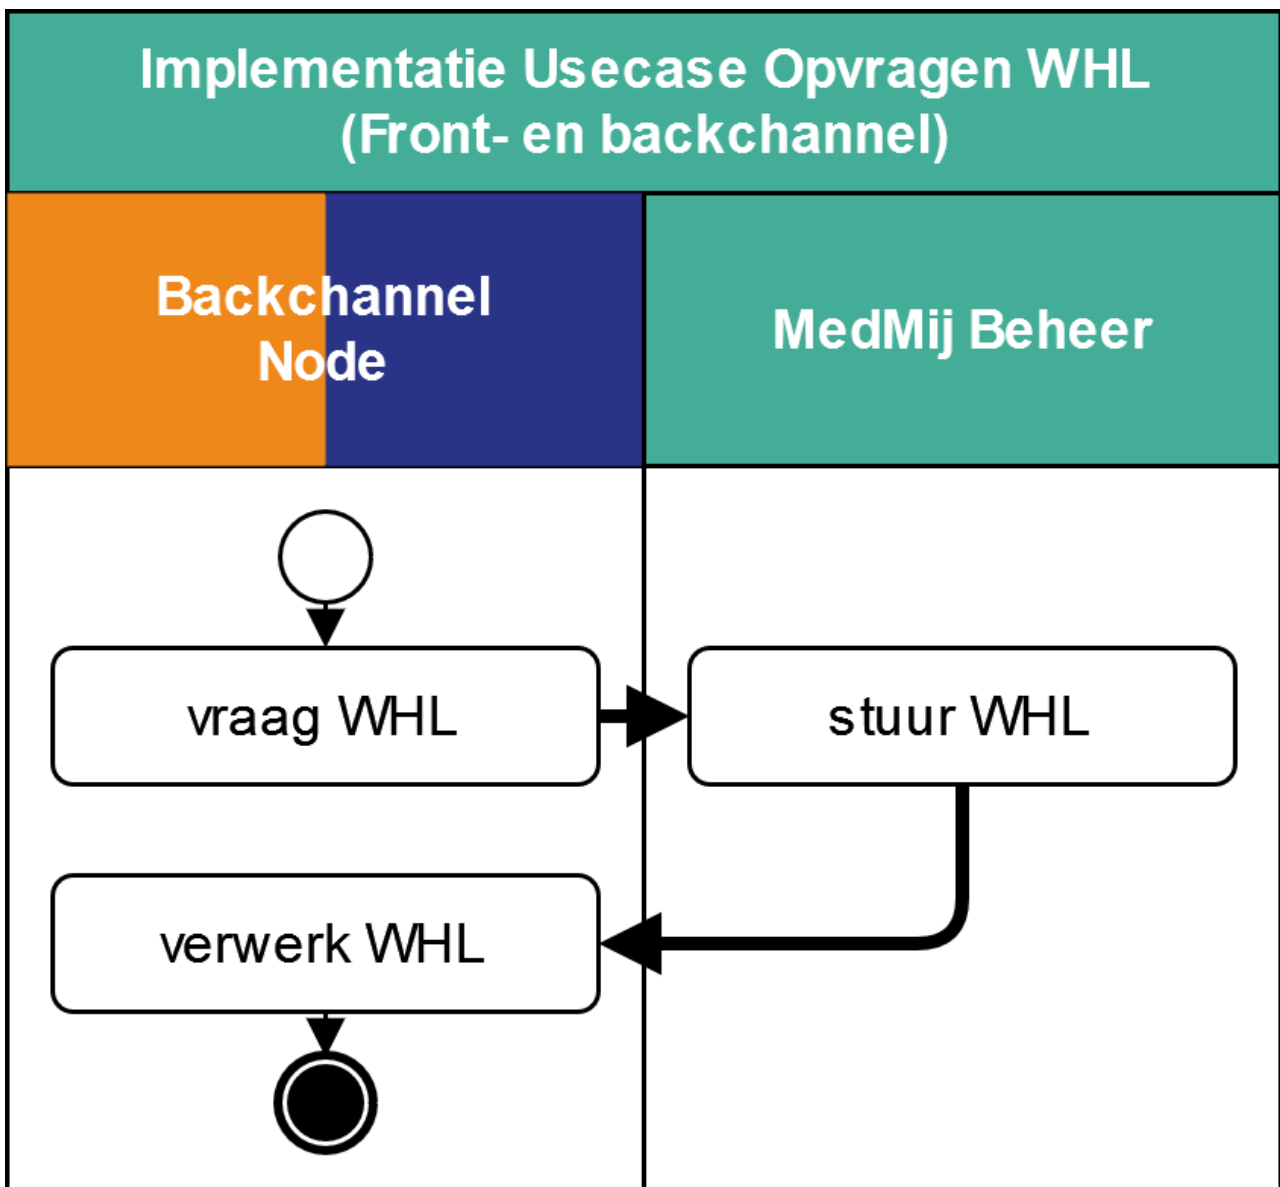 Implementatie Usecase Opvragen WHL
(Front- en backchannel)
Backchannel
Node
MedMij Beheer
vraag WHL
stuur WHL
verwerk WHL